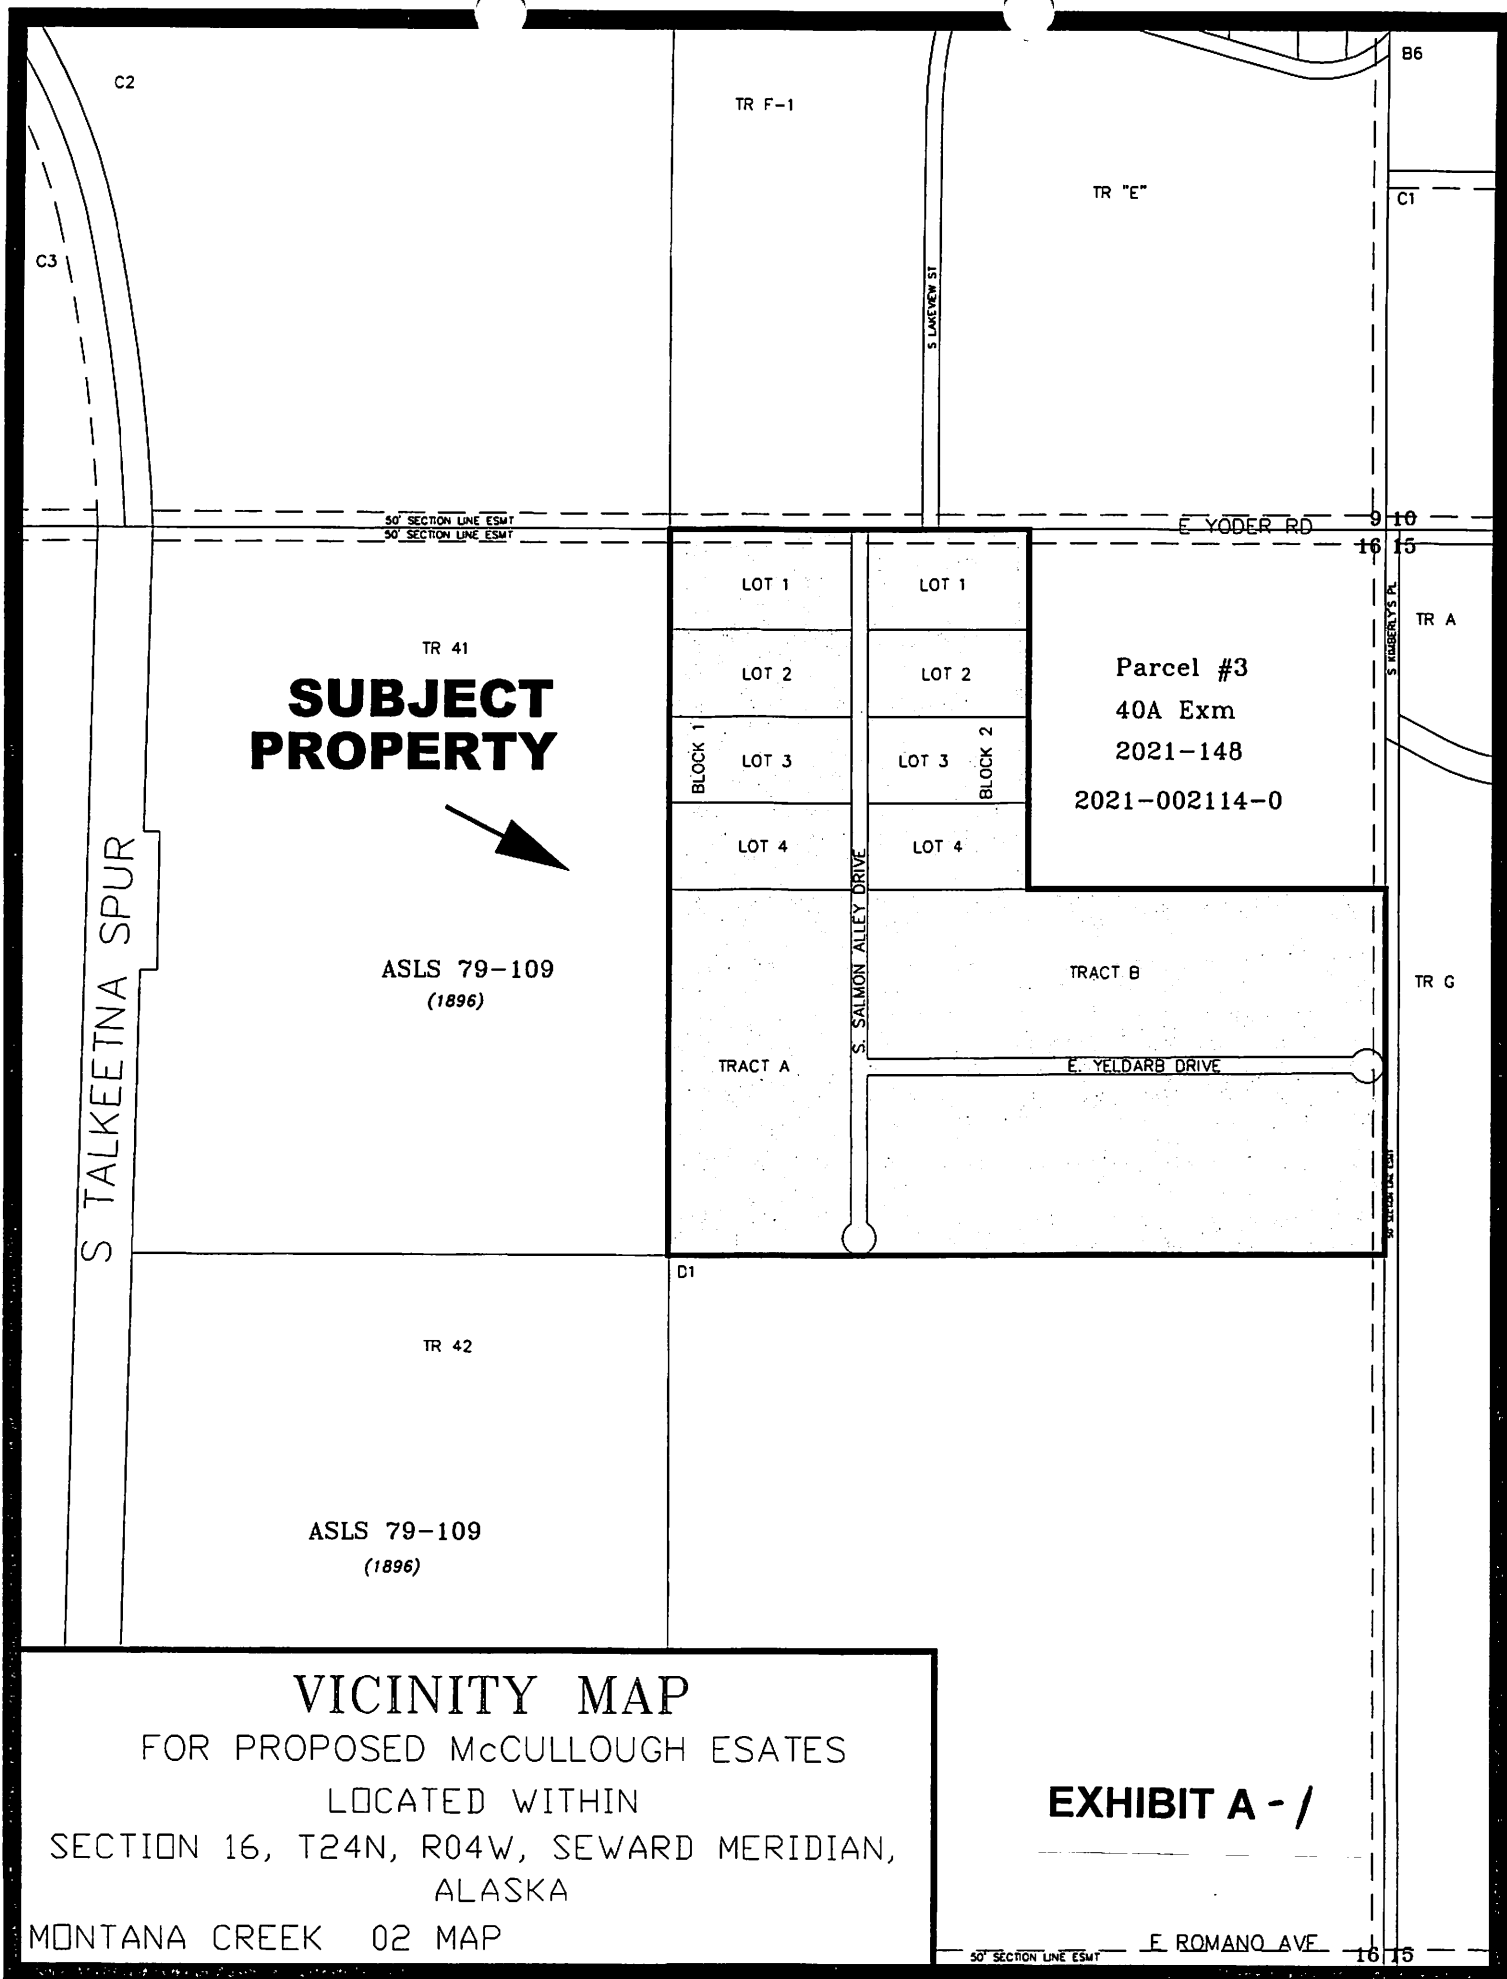 C2
TR F-1
B6
TR "E"
C1
C3
S LAKEVIEW ST
50' SECTION LINE ESMT
50' SECTION LINE ESMT
E YODER RD
9 10
16 15
LOT 1
LOT 1
S KIMBERLY'S PL
TR A
TR 41
SUBJECT
PROPERTY
LOT 2
LOT 2
Parcel #3
40A Exm
2021-148
2021-002114-0
BLOCK 1
LOT 3
LOT 3
BLOCK 2
LOT 4
LOT 4
S TALKEETNA SPUR
ASLS 79-109
(1896)
S. SALMON ALLEY DRIVE
TRACT B
TR G
TRACT A
E. YELDARB DRIVE
50' SECTION LINE ESMT
D1
TR 42
ASLS 79-109
(1896)
VICINITY MAP
FOR PROPOSED McCULLOUGH ESATES
LOCATED WITHIN
SECTION 16, T24N, R04W, SEWARD MERIDIAN,
ALASKA
MONTANA CREEK 02 MAP
EXHIBIT A - 1
50' SECTION LINE ESMT
E ROMANO AVE
16 15